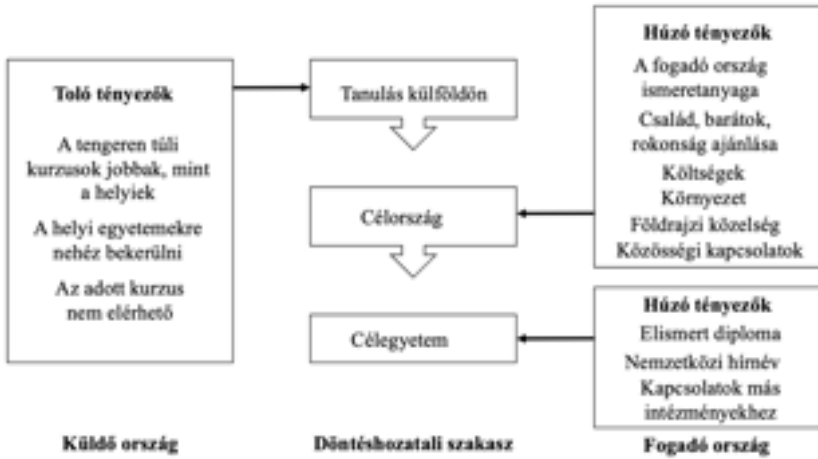 Toló tényezők
A tengeren túli
kurzusok jobbak, mint
a helyiek
A helyi egyetemekre
nehéz bekerülni
Az adott kurzus
nem elérhető
Küldő ország
Tanulás külföldön
Célország
Célegyetem
Döntéshozatali szakasz
Húzó tényezők
A fogadó ország
ismeretanyaga
Család, barátok,
rokonság ajánlása
Költségek
Környezet
Földrajzi közelség
Közösségi kapcsolatok
Húzó tényezők
Elismert diploma
Nemzetközi hírnév
Kapcsolatok más
intézményekhez
Fogadó ország